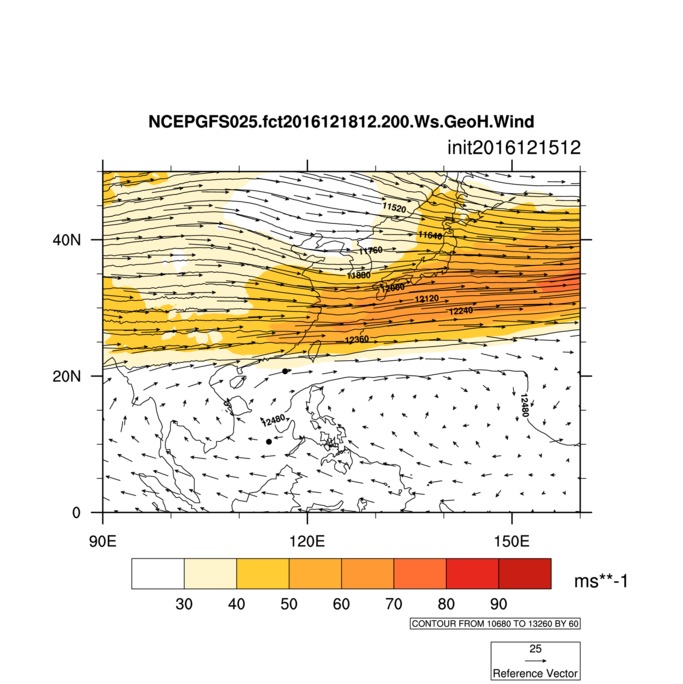 NCEPGFS025.fct2016121812.200.Ws.GeoH.Wind
init2016121512
11520
40N
11640
11760
11880
12000
12120
12240
12360
20N
12480
12480
0
90E
120E
150E
ms**-1
30 40 50 60 70 80 90
CONTOUR FROM 10680 TO 13260 BY 60
25
Reference Vector